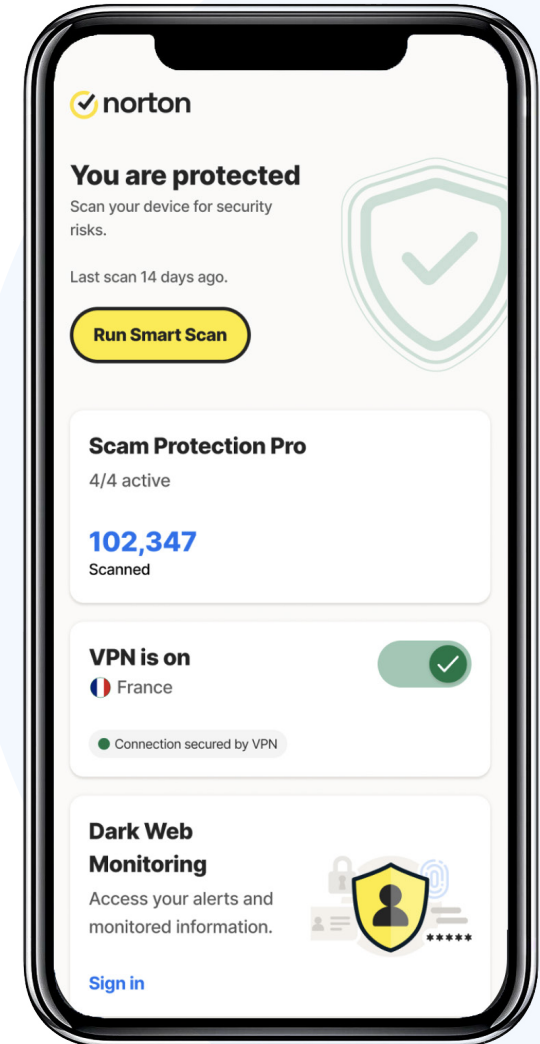 norton
You are protected
Scan your device for security
risks.
Last scan 14 days ago.
Run Smart Scan
Scam Protection Pro
4/4 active
102,347
Scanned
VPN is on
France
Connection secured by VPN
Dark Web
Monitoring
Access your alerts and
monitored information.
*****
Sign in